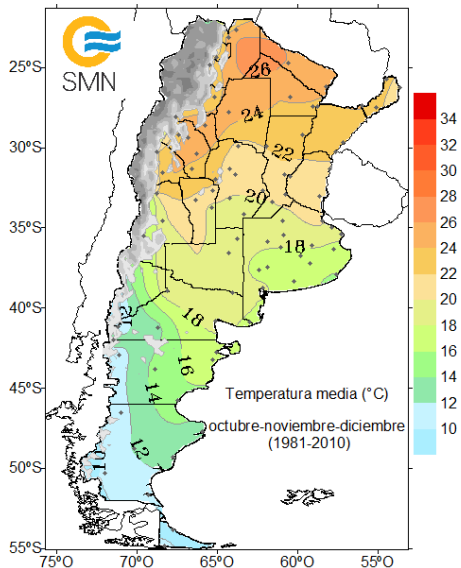 SMN
25°S
30°S
35°S
40°S
45°S
50°S
55°S
75°O
70°O
65°O
60°O
55°O
26
24
22
20
18
18
16
14
12
12
10
Temperatura media (°C)
octubre-noviembre-diciembre
(1981-2010)
34
32
30
28
26
24
22
20
18
16
14
12
10